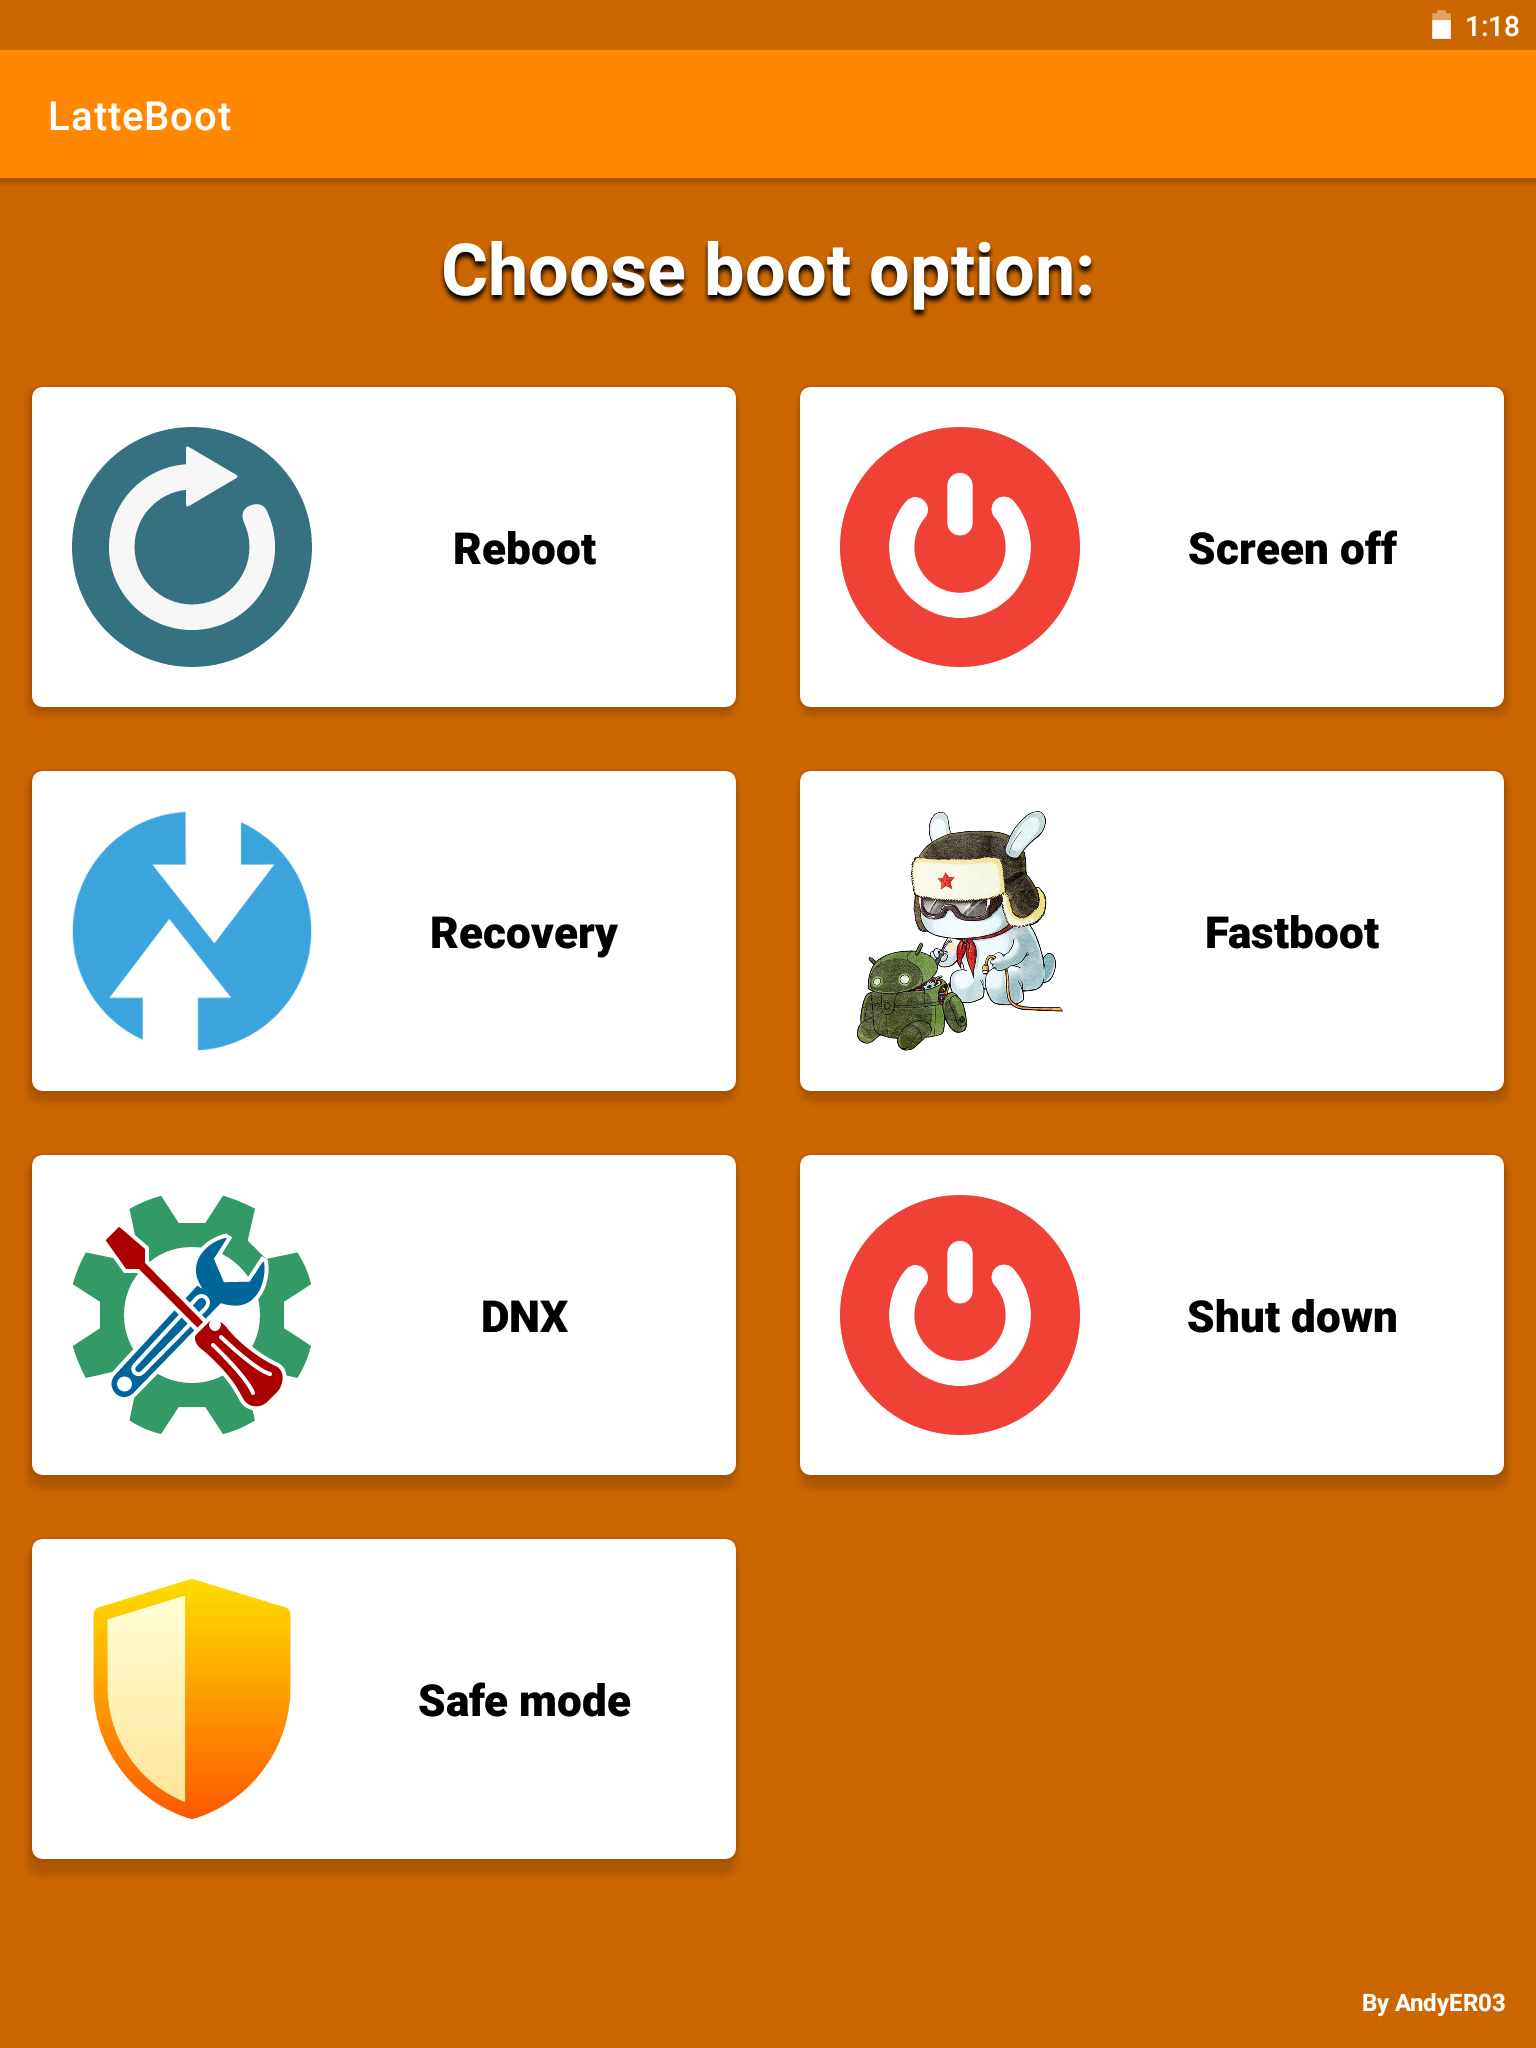 1:18
LatteBoot
Choose boot option:
Reboot
Screen off
Recovery
Fastboot
DNX
Shut down
Safe mode
By AndyER03